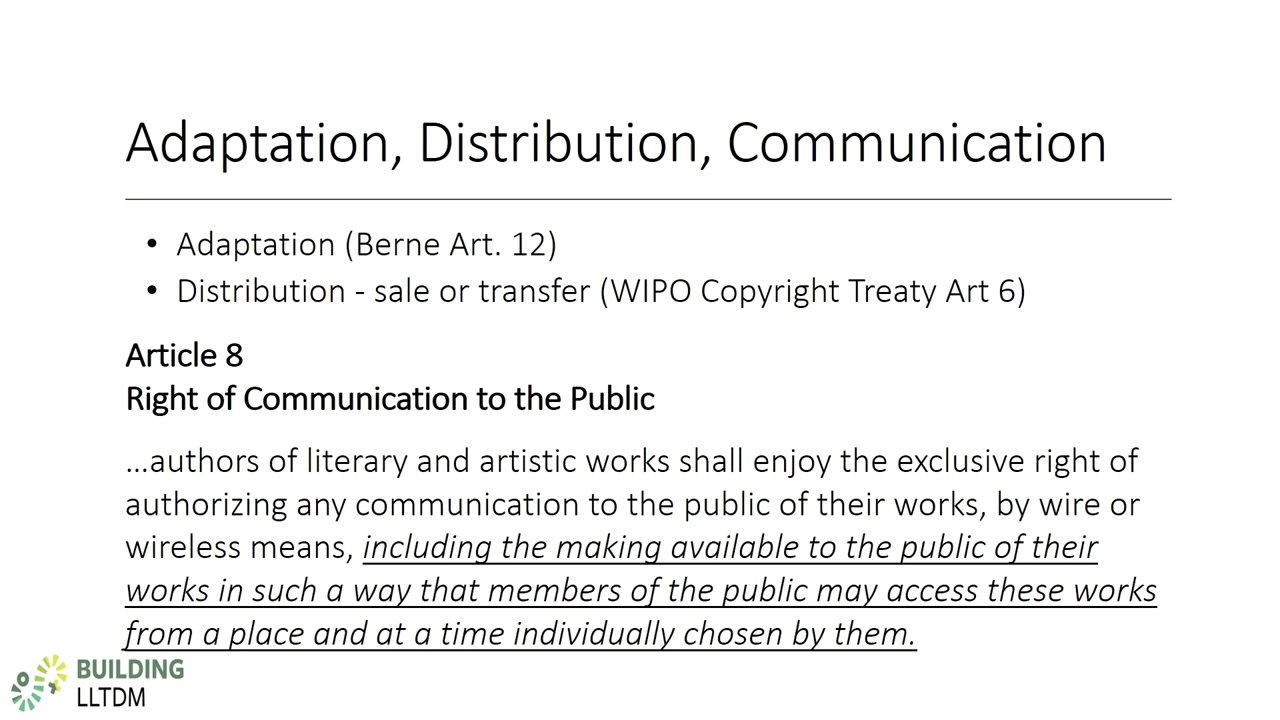 Adaptation, Distribution, Communication
• Adaptation (Berne Art. 12)
• Distribution - sale or transfer (WIPO Copyright Treaty Art 6)
Article 8
Right of Communication to the Public
...authors of literary and artistic works shall enjoy the exclusive right of
authorizing any communication to the public of their works, by wire or
wireless means, including the making available to the public of their
works in such a way that members of the public may access these works
from a place and at a time individually chosen by them.
BUILDING
LLTDM